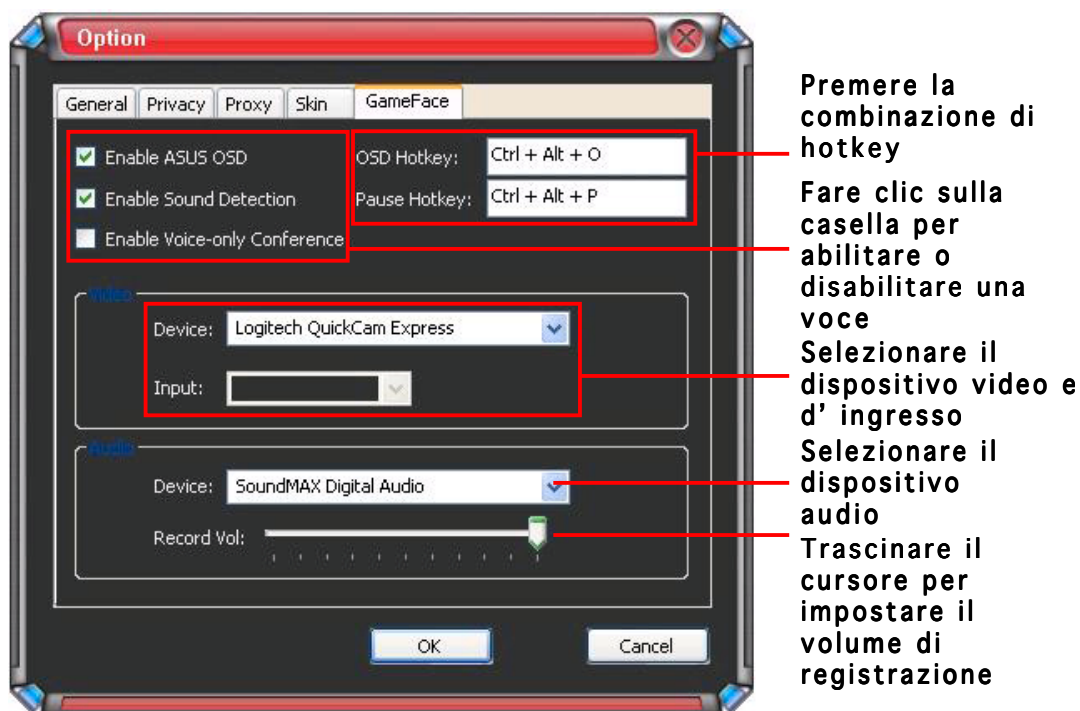 Option
General Privacy Proxy Skin GameFace
Enable ASUS OSD
Enable Sound Detection
Enable Voice-only Conference
OSD Hotkey: Ctrl + Alt + O
Pause Hotkey: Ctrl + Alt + P
Video
Device: Logitech QuickCam Express
Input:
Audio
Device: SoundMAX Digital Audio
Record Vol:
OK Cancel
Premere la
combinazione di
hotkey
Fare clic sulla
casella per
abilitare o
disabilitare una
voce
Selezionare il
dispositivo video e
d' ingresso
Selezionare il
dispositivo
audio
Trascinare il
cursore per
impostare il
volume di
registrazione